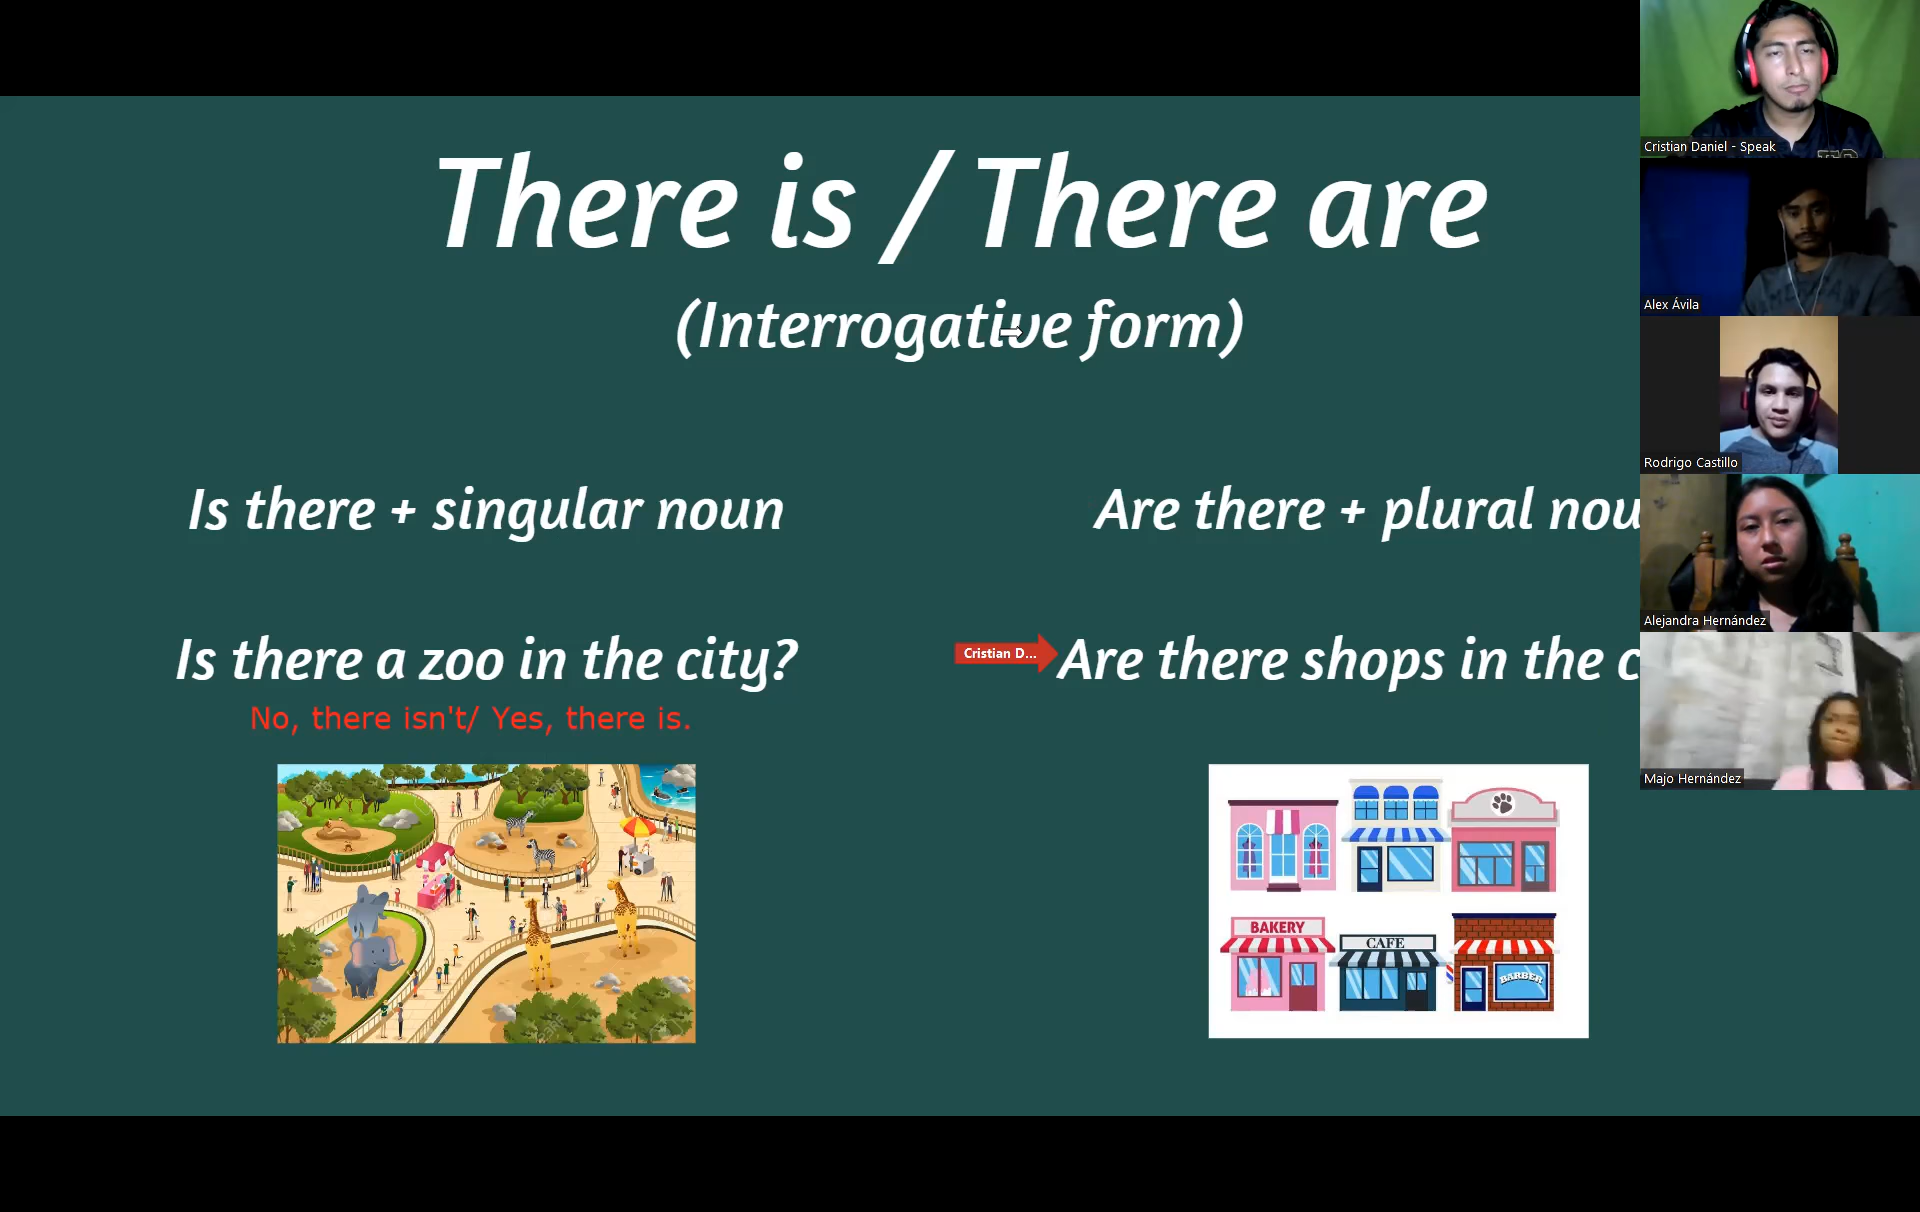 There is / There are
(Interrogative form)
Is there + singular noun
Are there + plural nou
Is there a zoo in the city?
No, there isn't/ Yes, there is.
Cristian D...
Are there shops in the c
BAKERY
CAFE
BARBER
Cristian Daniel - Speak
Alex Ávila
Rodrigo Castillo
Alejandra Hernández
Majo Hernández